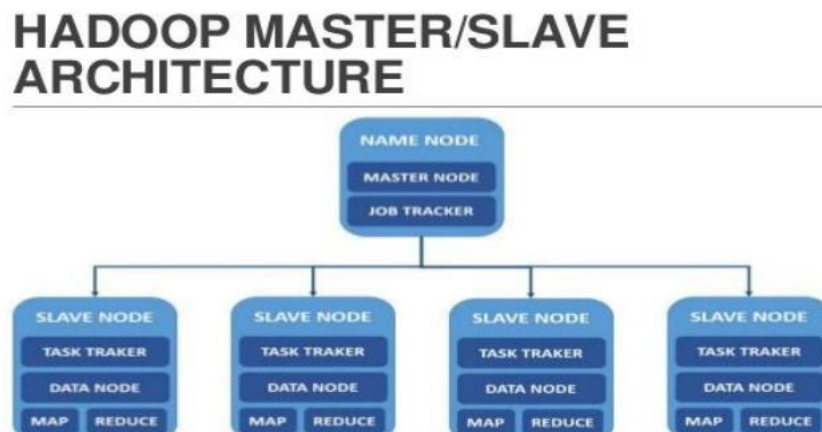 HADOOP MASTER/SLAVE
ARCHITECTURE
NAME NODE
MASTER NODE
JOB TRACKER
SLAVE NODE
TASK TRAKER
DATA NODE
MAP REDUCE
SLAVE NODE
TASK TRAKER
DATA NODE
MAP REDUCE
SLAVE NODE
TASK TRAKER
DATA NODE
MAP REDUCE
SLAVE NODE
TASK TRAKER
DATA NODE
MAP REDUCE